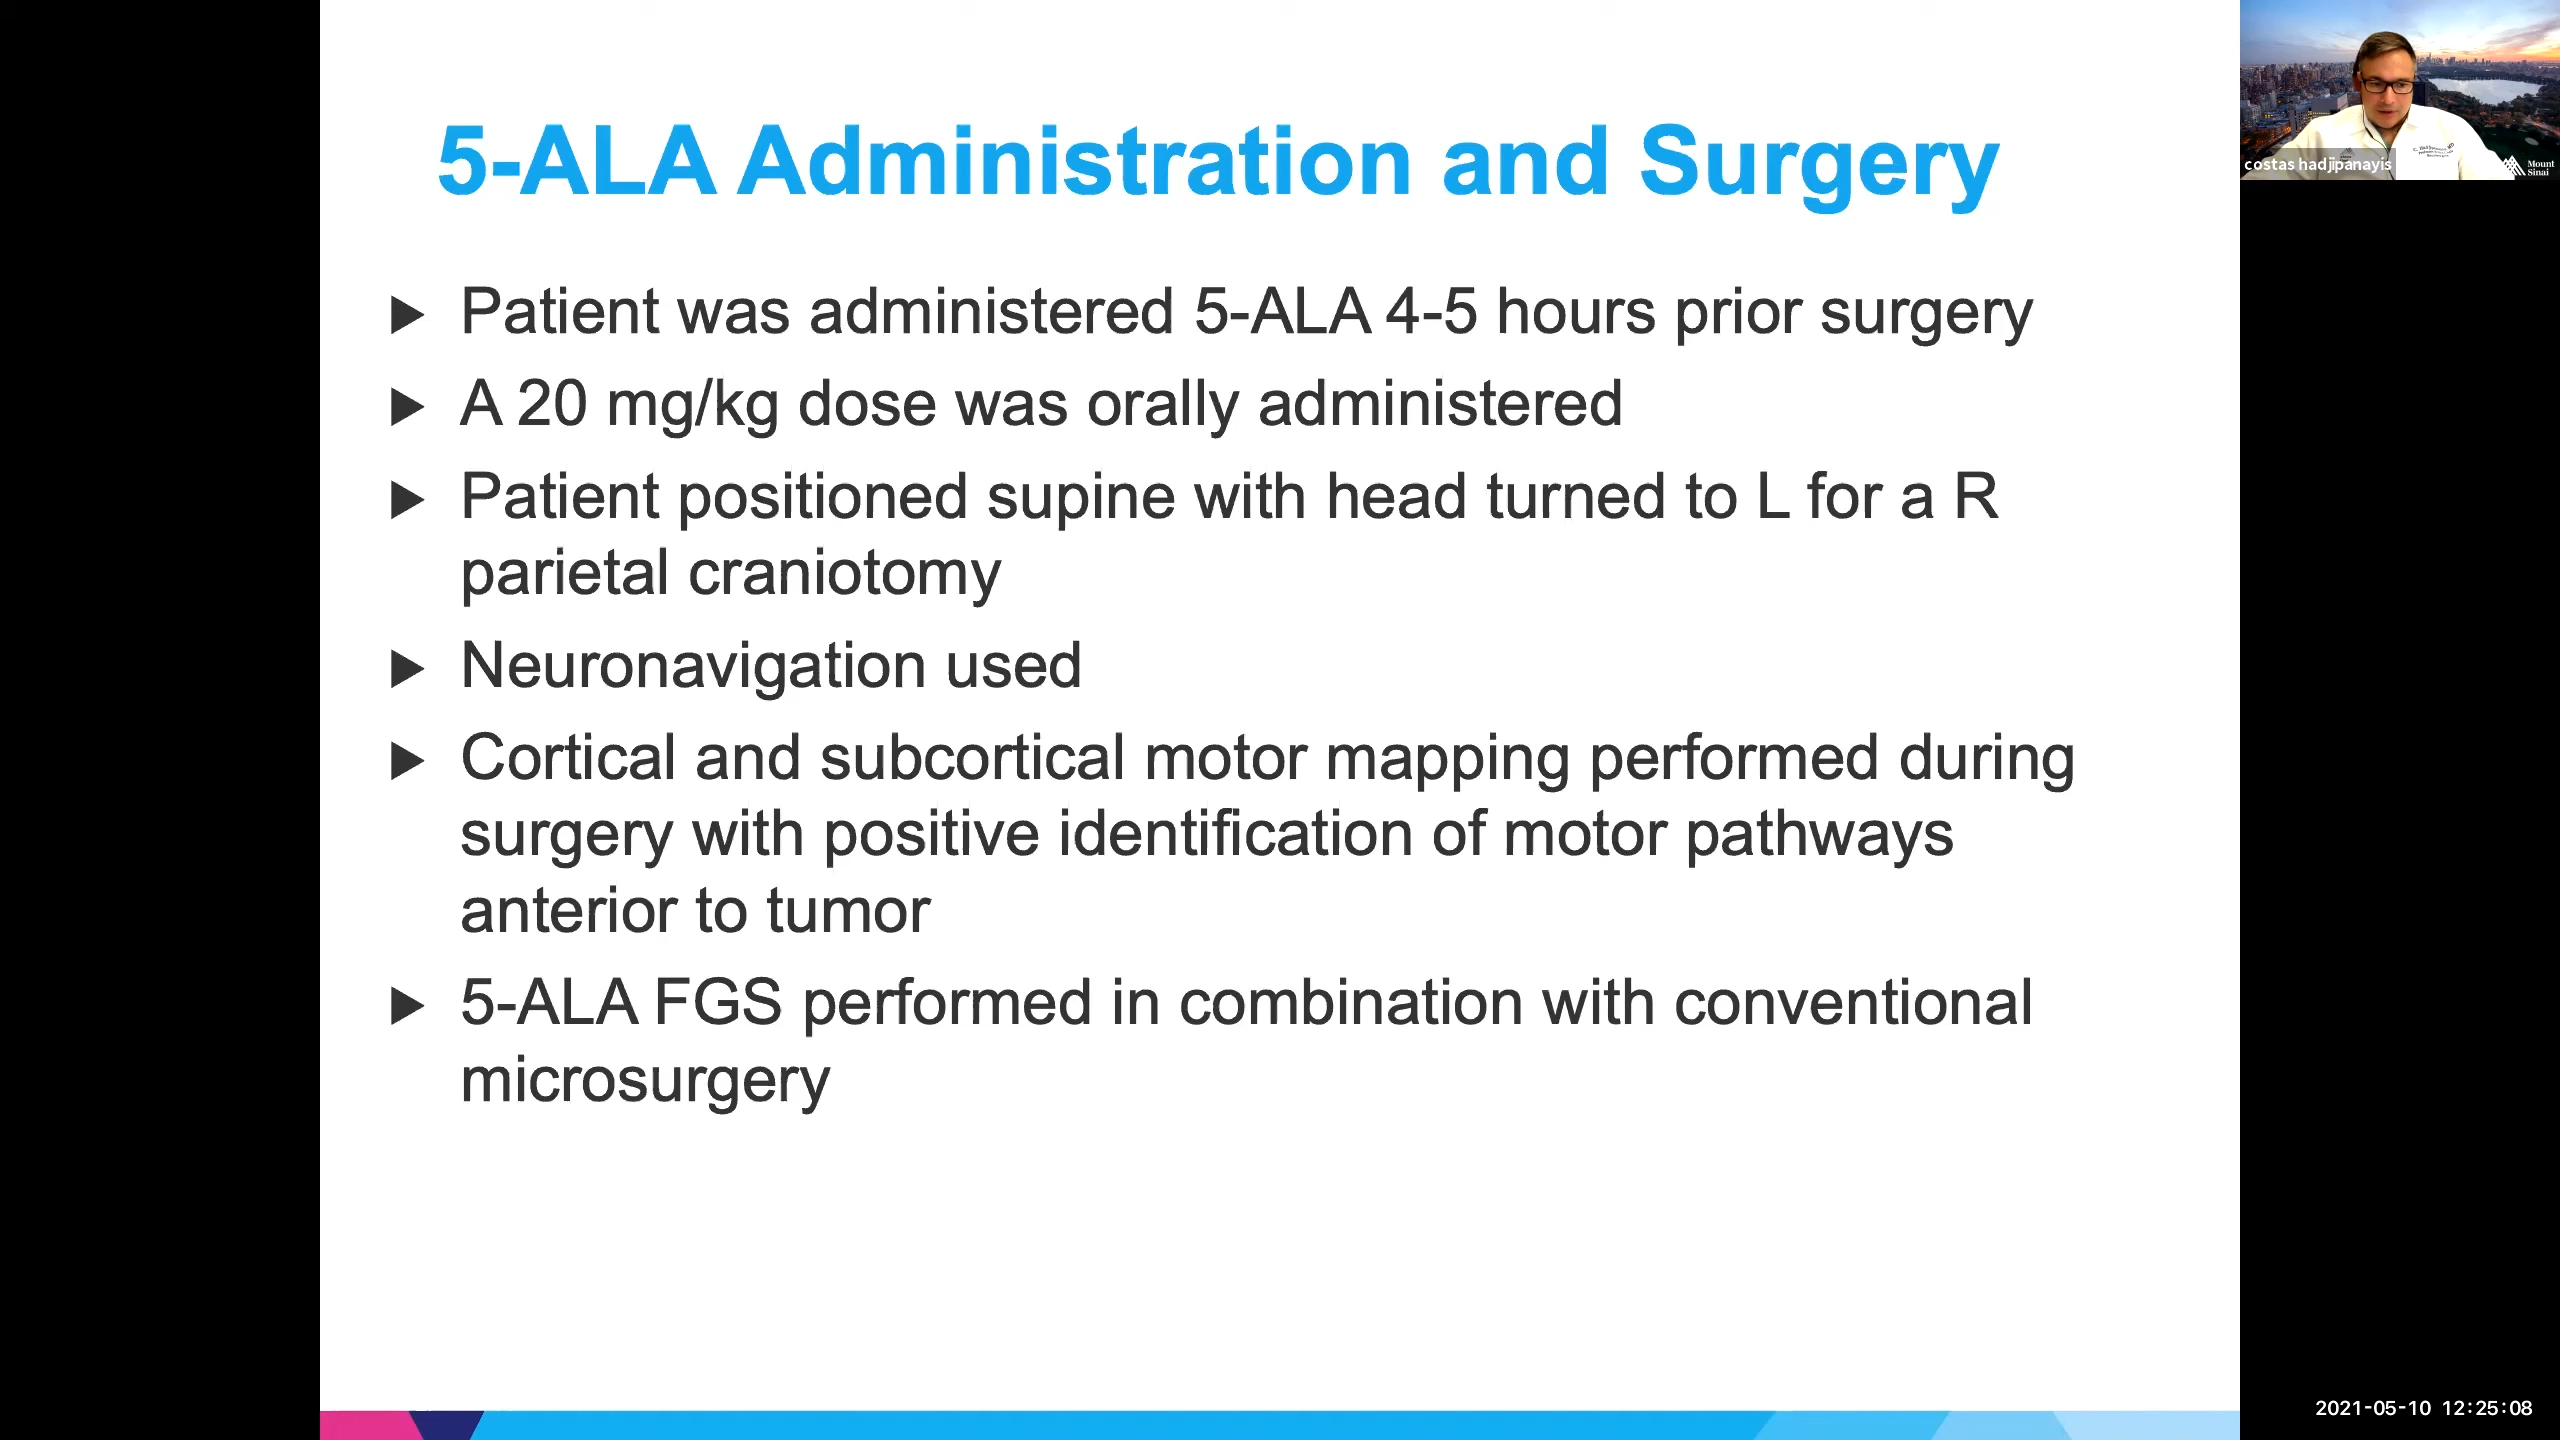 5-ALA Administration and Surgery
▶ Patient was administered 5-ALA 4-5 hours prior surgery
▶ A 20 mg/kg dose was orally administered
▶ Patient positioned supine with head turned to L for a R
parietal craniotomy
▶ Neuronavigation used
▶ Cortical and subcortical motor mapping performed during
surgery with positive identification of motor pathways
anterior to tumor
▶ 5-ALA FGS performed in combination with conventional
microsurgery
costas hadjipanayis
Mount
Sinai
2021-05-10 12:25:08